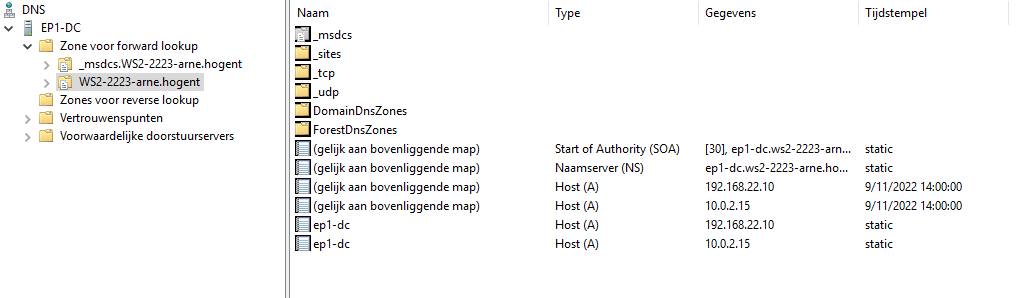 DNS
EP1-DC
Zone voor forward lookup
_msdcs.WS2-2223-arne.hogent
WS2-2223-arne.hogent
Zones voor reverse lookup
Vertrouwenspunten
Voorwaardelijke doorstuurservers
Naam Type Gegevens Tijdstempel
_msdcs
_sites
_tcp
_udp
DomainDnsZones
ForestDnsZones
(gelijk aan bovenliggende map) Start of Authority (SOA) [30], ep1-dc.ws2-2223-arn... static
(gelijk aan bovenliggende map) Naamserver (NS) ep1-dc.ws2-2223-arne.ho... static
(gelijk aan bovenliggende map) Host (A) 192.168.22.10 9/11/2022 14:00:00
(gelijk aan bovenliggende map) Host (A) 10.0.2.15 9/11/2022 14:00:00
ep1-dc Host (A) 192.168.22.10 static
ep1-dc Host (A) 10.0.2.15 static